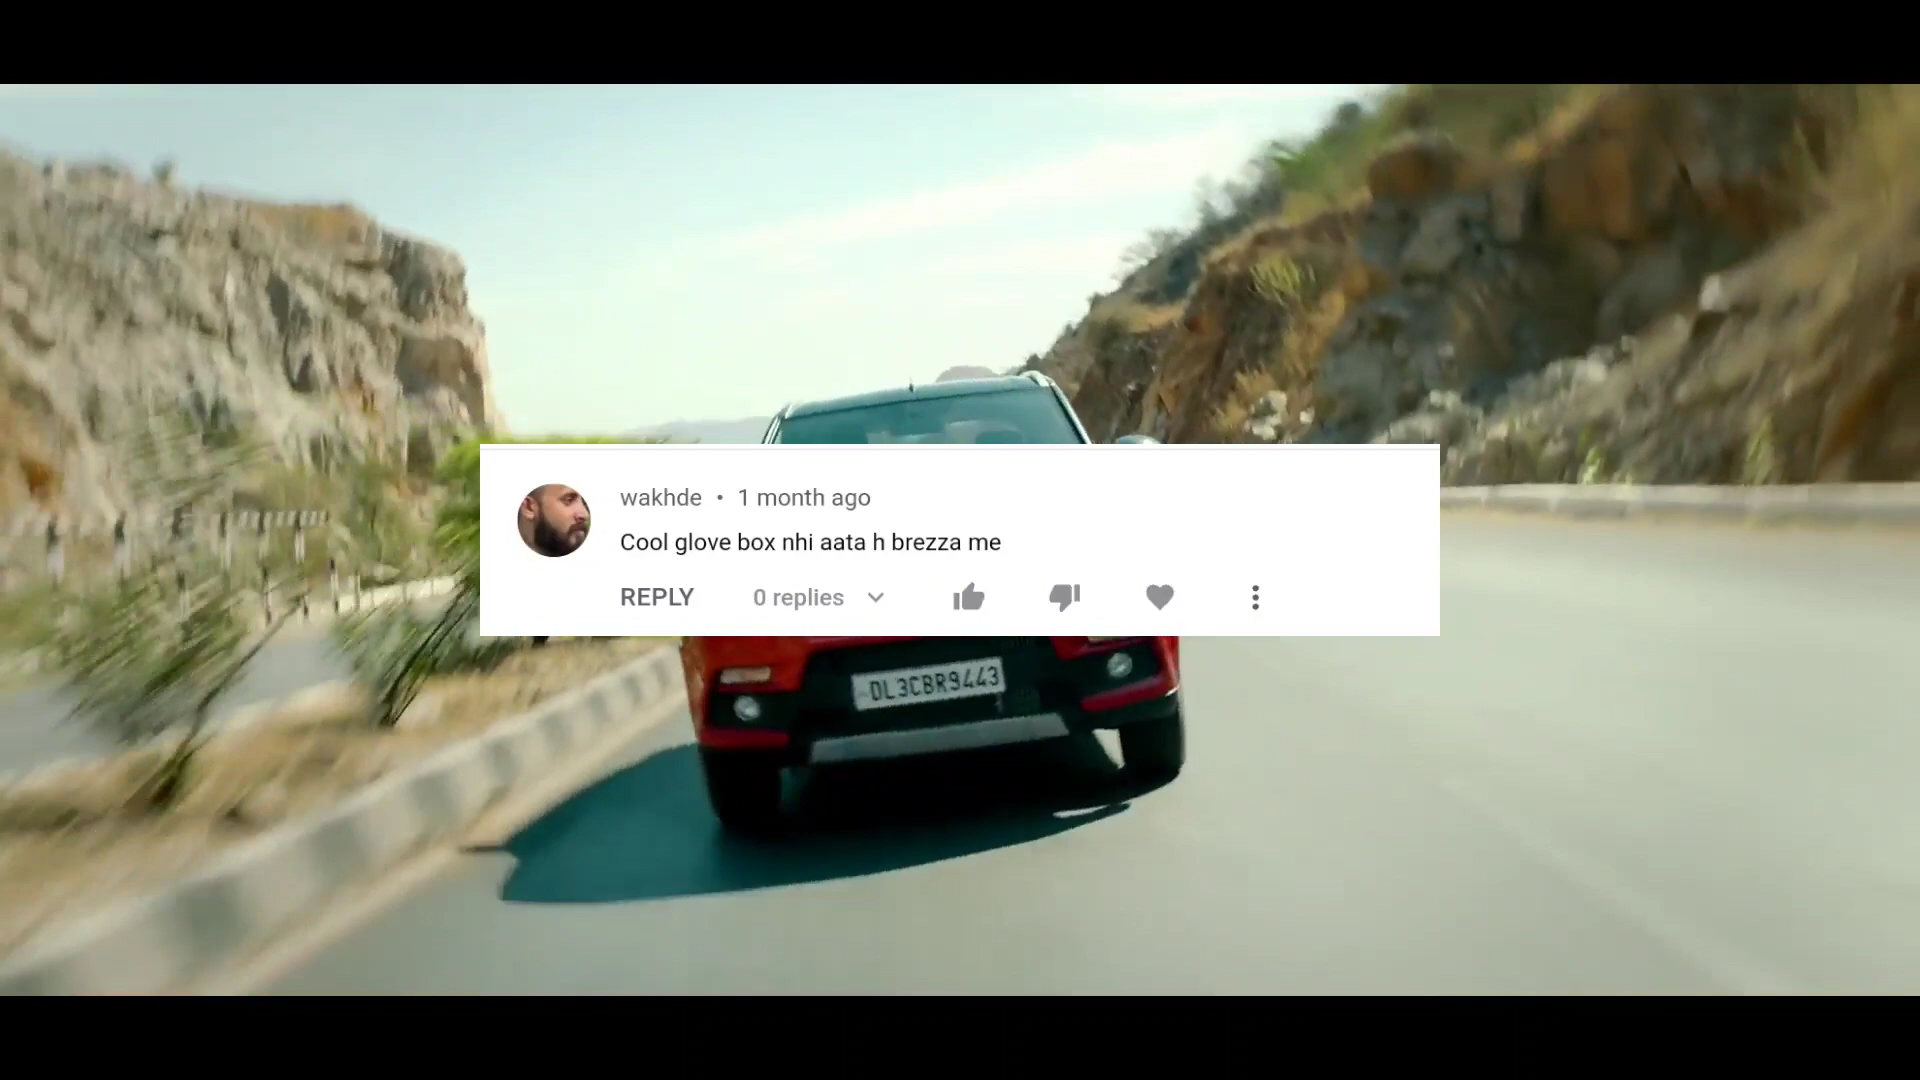 wakhde • 1 month ago
Cool glove box nhi aata h brezza me
REPLY 0 replies
DL3CBR9443